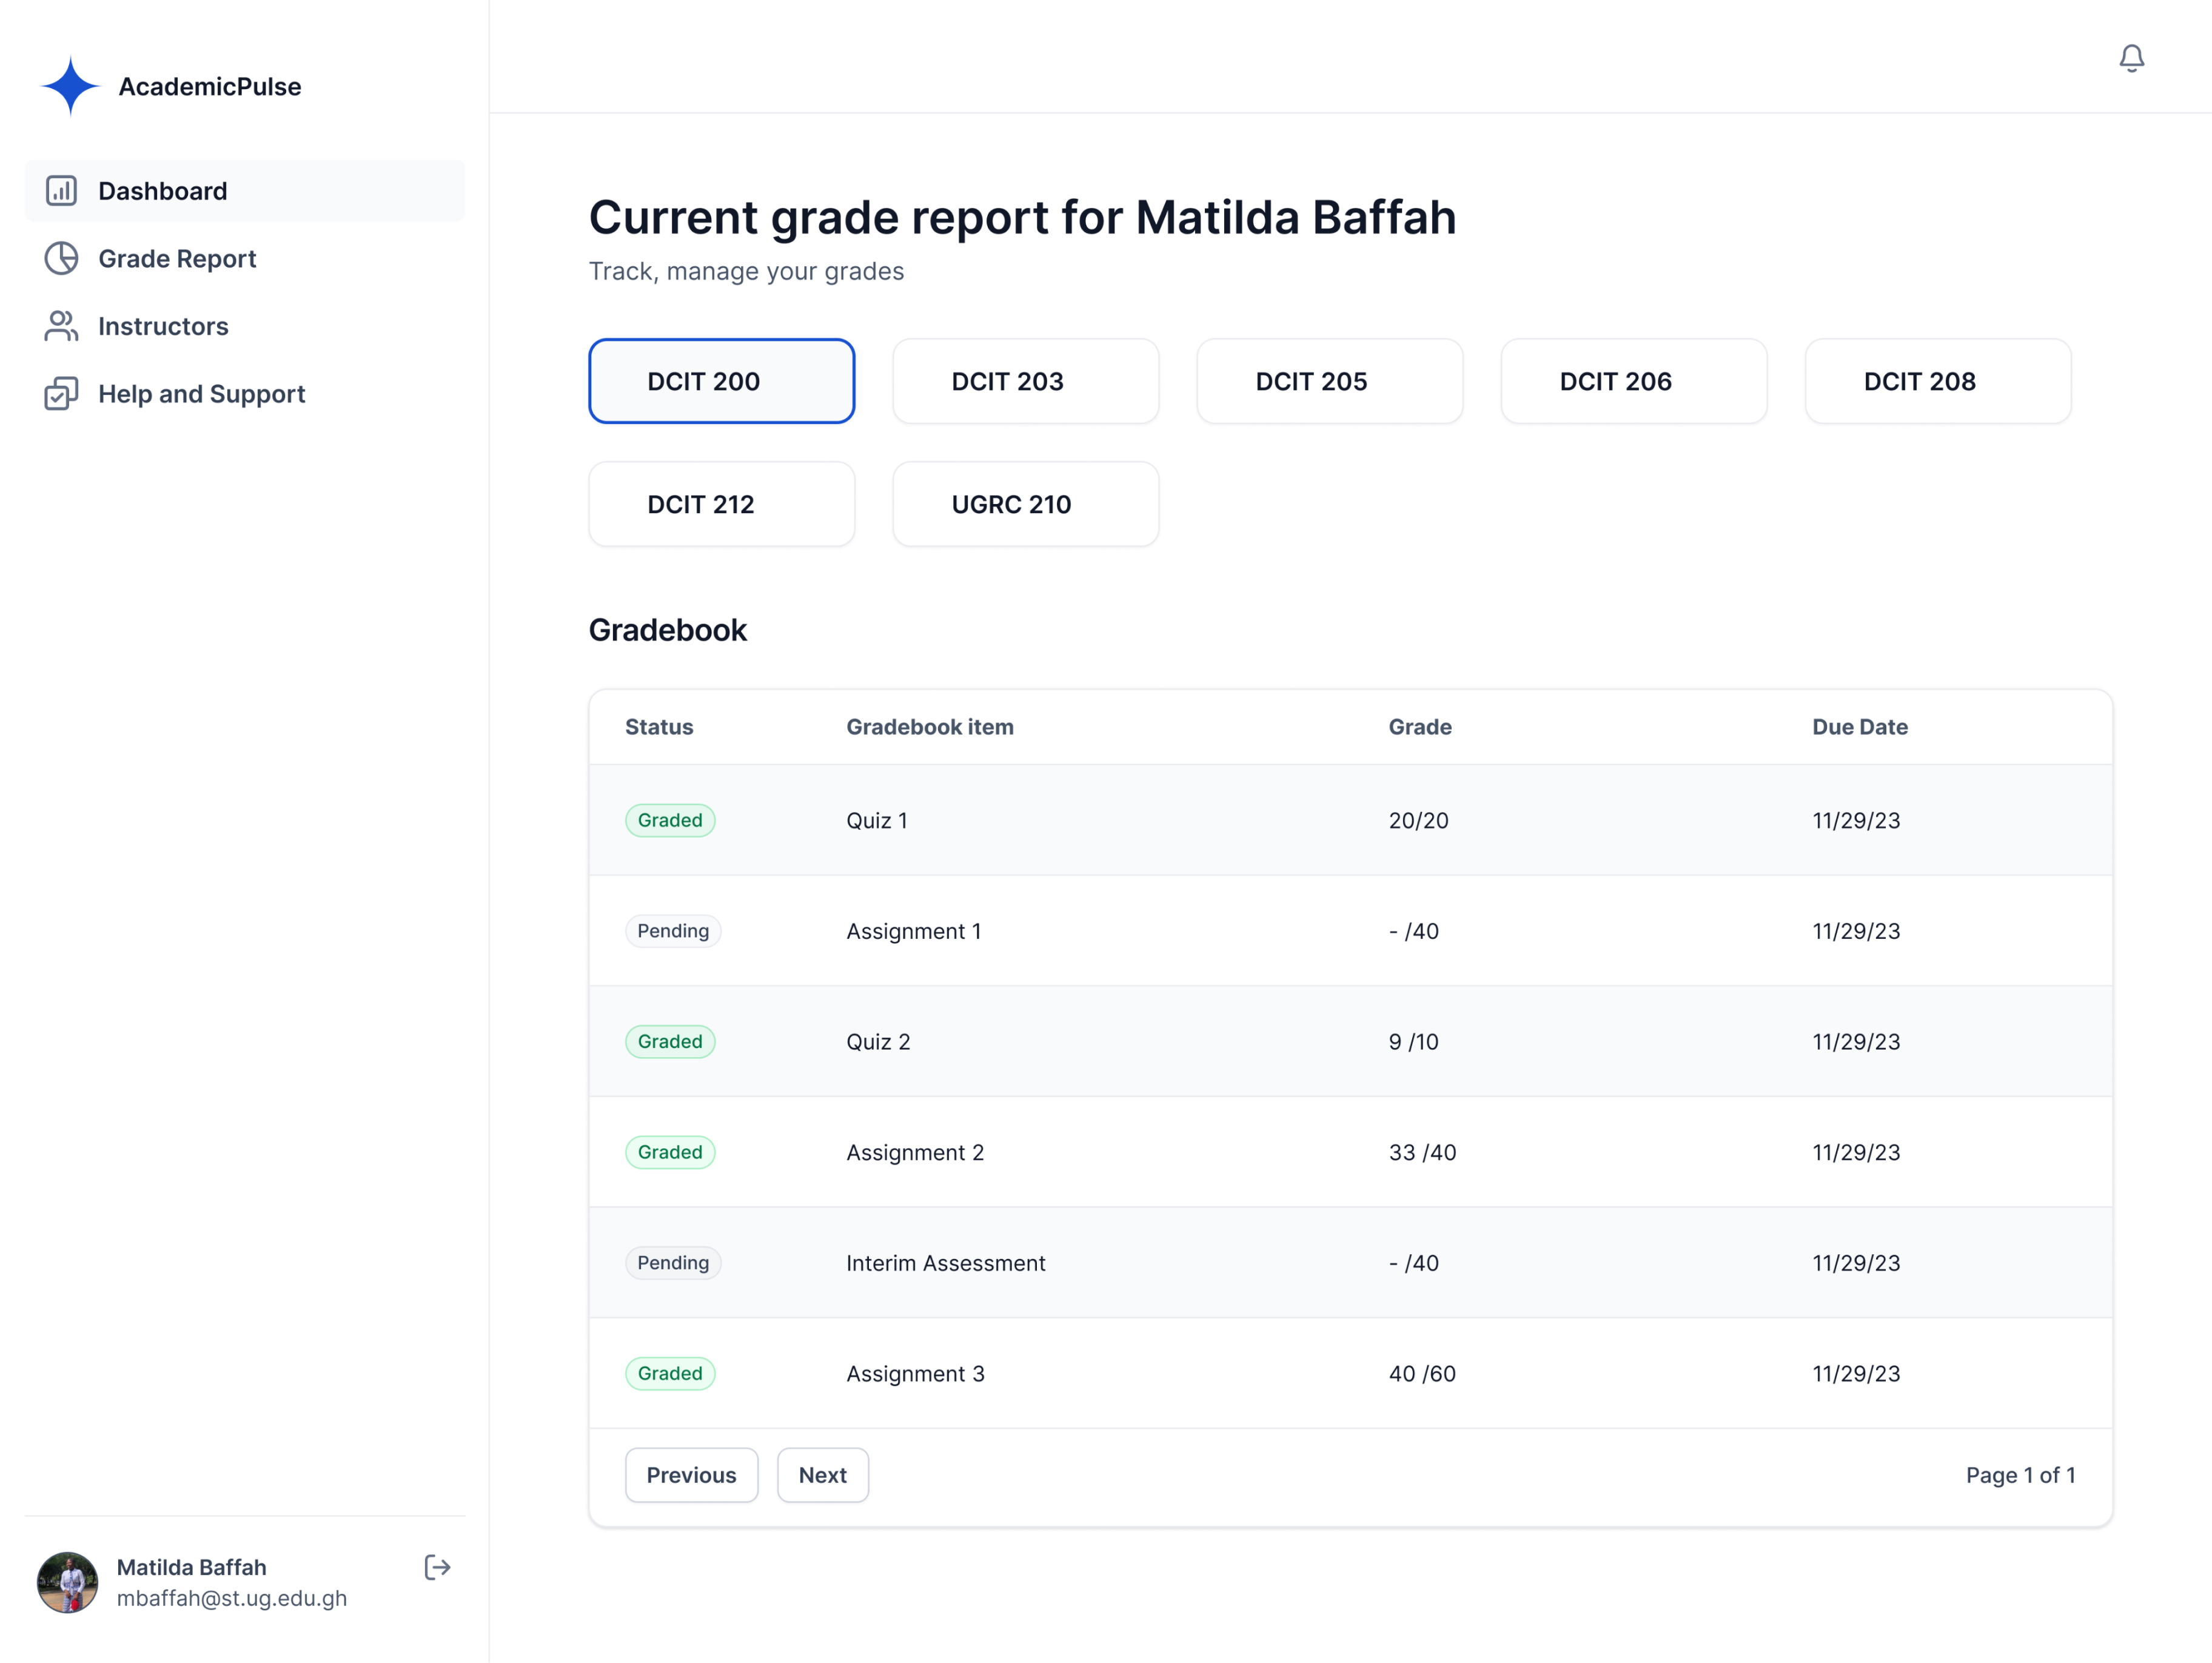 AcademicPulse
Dashboard
Grade Report
Instructors
Help and Support
Matilda Baffah
mbaffah@st.ug.edu.gh
Current grade report for Matilda Baffah
Track, manage your grades
DCIT 200 DCIT 203 DCIT 205 DCIT 206 DCIT 208
DCIT 212 UGRC 210
Gradebook
Status Gradebook item Grade Due Date
Graded Quiz 1 20/20 11/29/23
Pending Assignment 1 - /40 11/29/23
Graded Quiz 2 9 /10 11/29/23
Graded Assignment 2 33 /40 11/29/23
Pending Interim Assessment - /40 11/29/23
Graded Assignment 3 40 /60 11/29/23
Previous Next Page 1 of 1